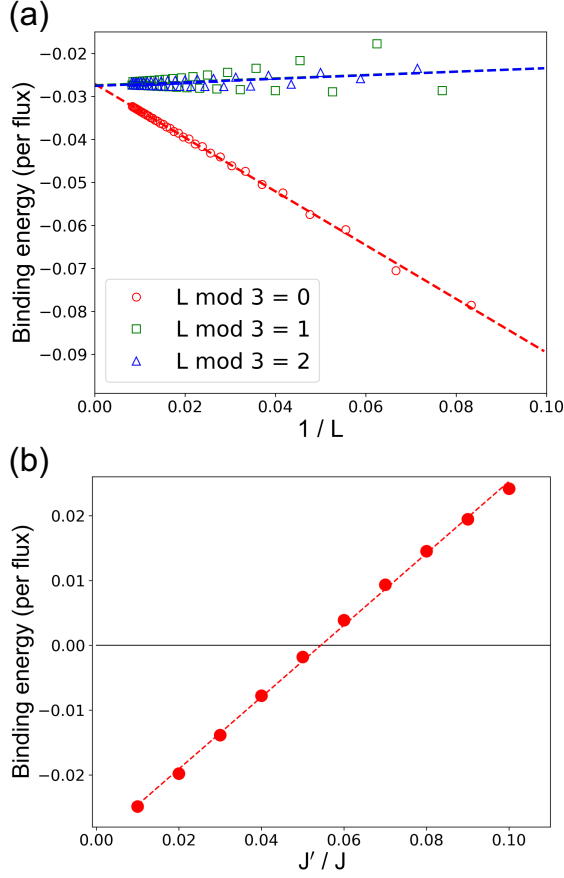 (a)
Binding energy (per flux)
−0.02
−0.03
−0.04
−0.05
−0.06
−0.07
−0.08
−0.09
L mod 3 = 0
L mod 3 = 1
L mod 3 = 2
0.00 0.02 0.04 0.06 0.08 0.10
1 / L
(b)
Binding energy (per flux)
0.02
0.01
0.00
−0.01
−0.02
0.00 0.02 0.04 0.06 0.08 0.10
J′ / J